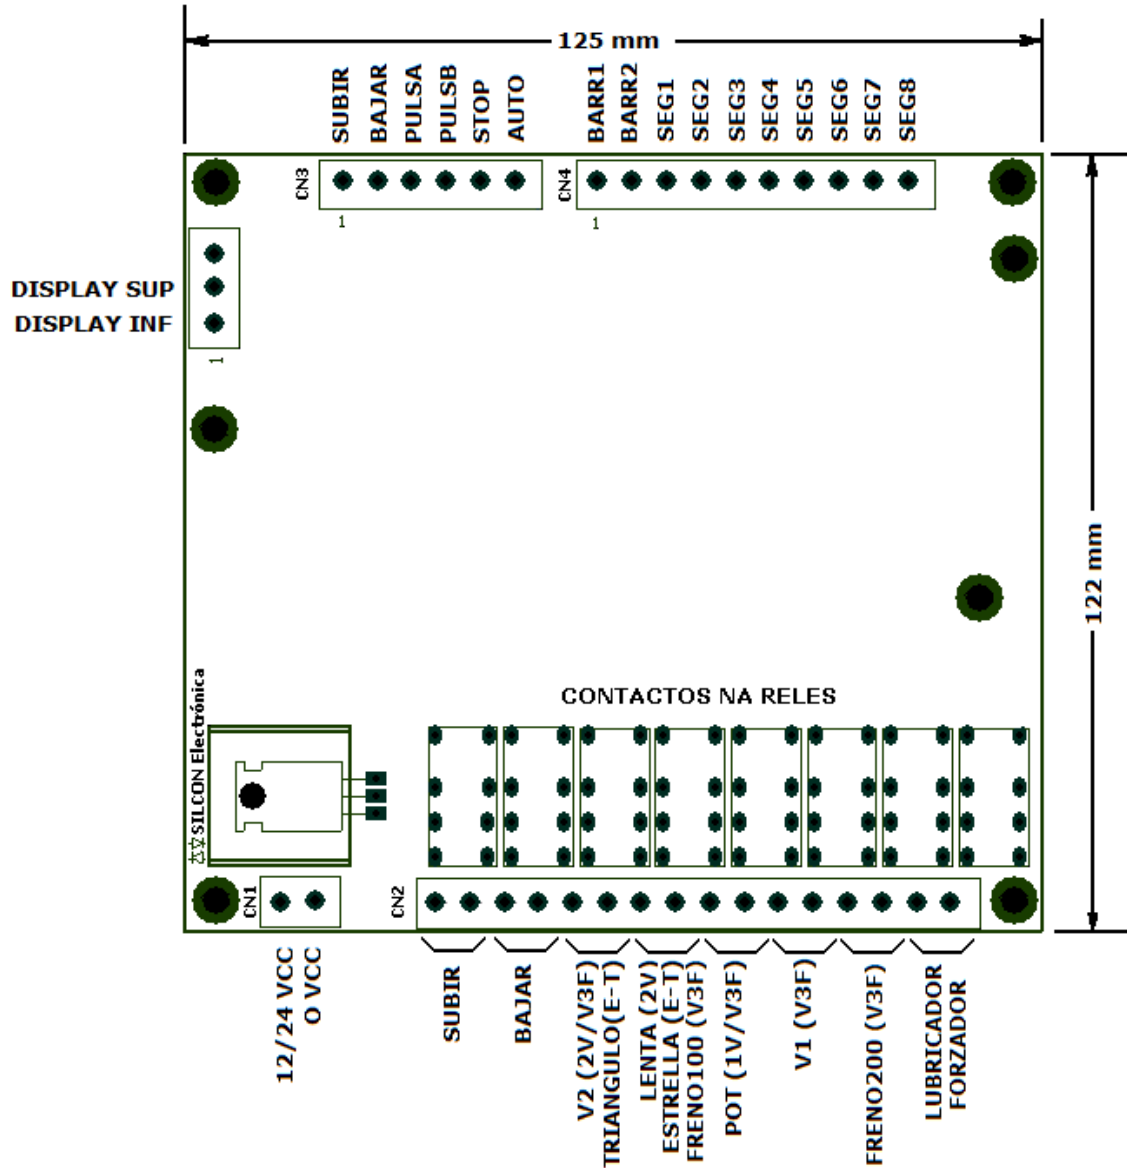 125 mm
SUBIR
BAJAR
PULSA
PULSB
STOP
AUTO
BARR1
BARR2
SEG1
SEG2
SEG3
SEG4
SEG5
SEG6
SEG7
SEG8
CN3
1
CN4
1
DISPLAY SUP
DISPLAY INF
1
122 mm
CONTACTOS NA RELES
SILCON Electrónica
CN1
CN2
12/24 VCC
O VCC
SUBIR
BAJAR
V2 (2V/V3F)
TRIANGULO(E-T)
LENTA (2V)
ESTRELLA (E-T)
FRENO100 (V3F)
POT (1V/V3F)
V1 (V3F)
FRENO200 (V3F)
LUBRICADOR
FORZADOR